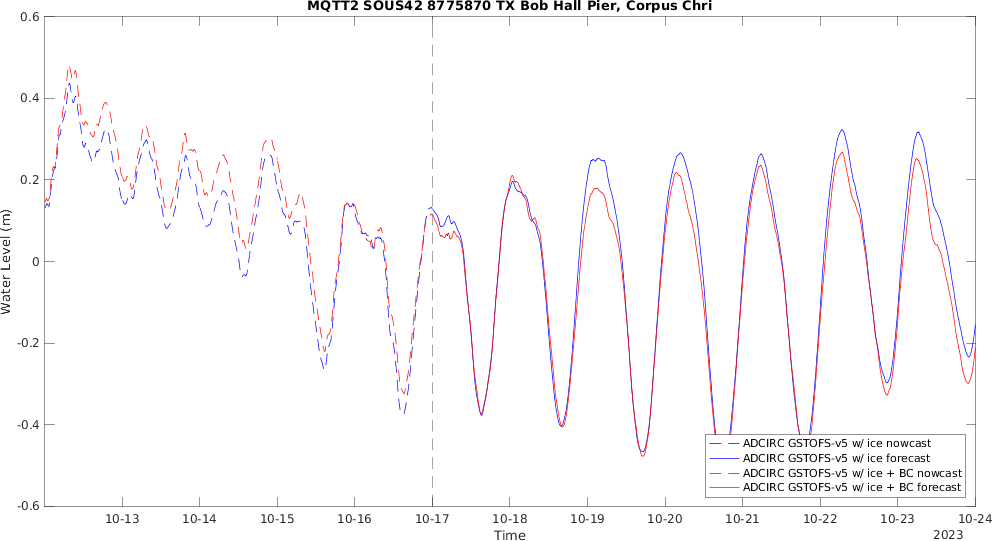 MQTT2 SOUS42 8775870 TX Bob Hall Pier, Corpus Chri
0.6
0.4
0.2
0
-0.2
-0.4
-0.6
Water Level (m)
ADCIRC GSTOFS-v5 w/ ice nowcast
ADCIRC GSTOFS-v5 w/ ice forecast
ADCIRC GSTOFS-v5 w/ ice + BC nowcast
ADCIRC GSTOFS-v5 w/ ice + BC forecast
10-13 10-14 10-15 10-16 10-17 10-18 10-19 10-20 10-21 10-22 10-23 10-24
Time
2023